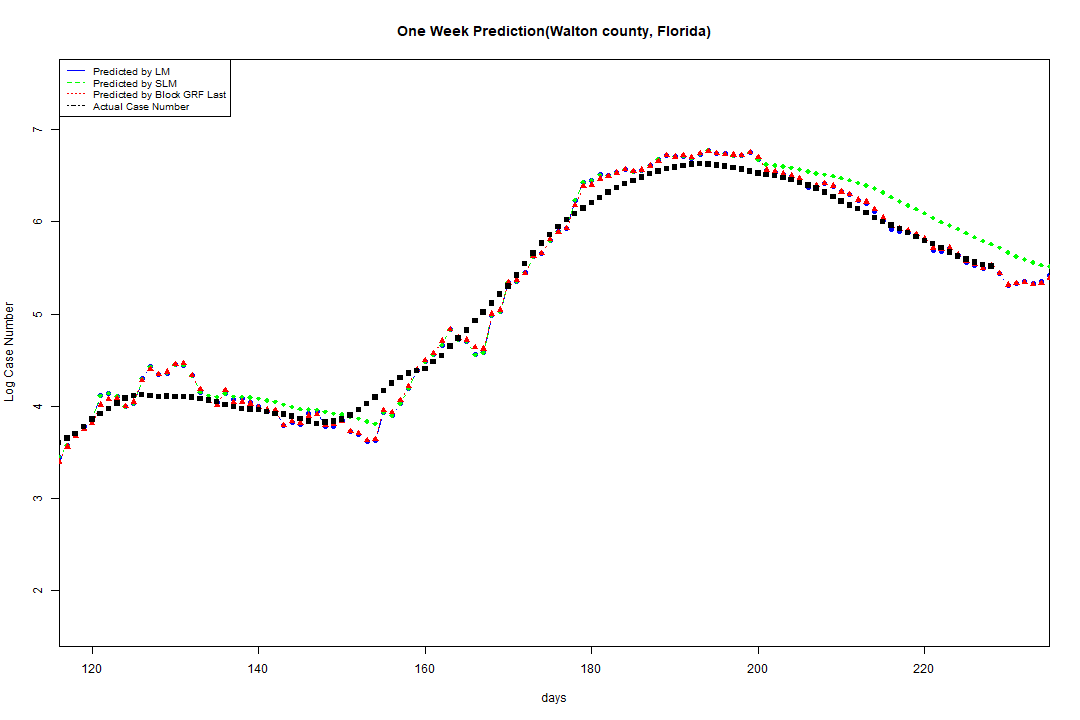 One Week Prediction(Walton county, Florida)
Predicted by LM
Predicted by SLM
Predicted by Block GRF Last
Actual Case Number
7
6
5
4
3
2
Log Case Number
120 140 160 180 200 220
days